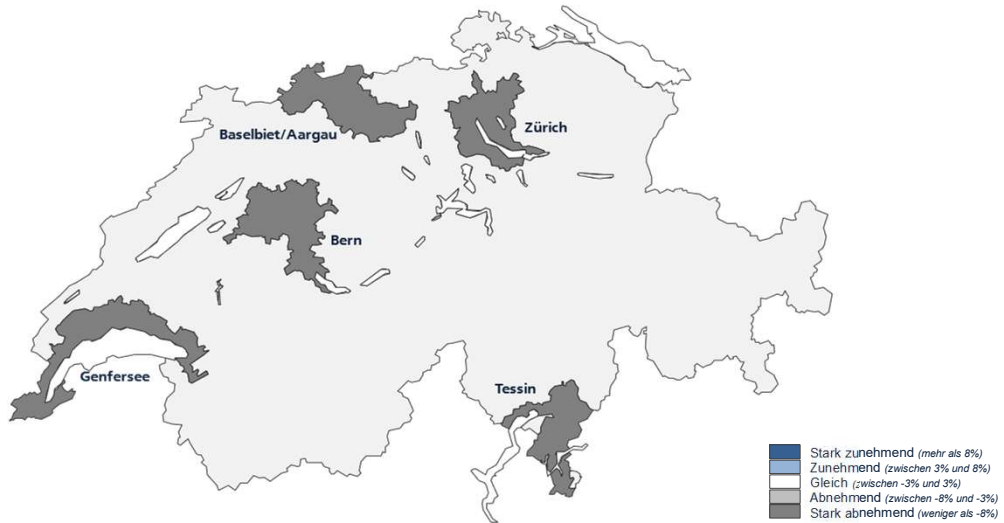 Baselbiet/Aargau
Zürich
Bern
Genfersee
Tessin
Stark zunehmend (mehr als 8%)
Zunehmend (zwischen 3% und 8%)
Gleich (zwischen -3% und 3%)
Abnehmend (zwischen -8% und -3%)
Stark abnehmend (weniger als -8%)